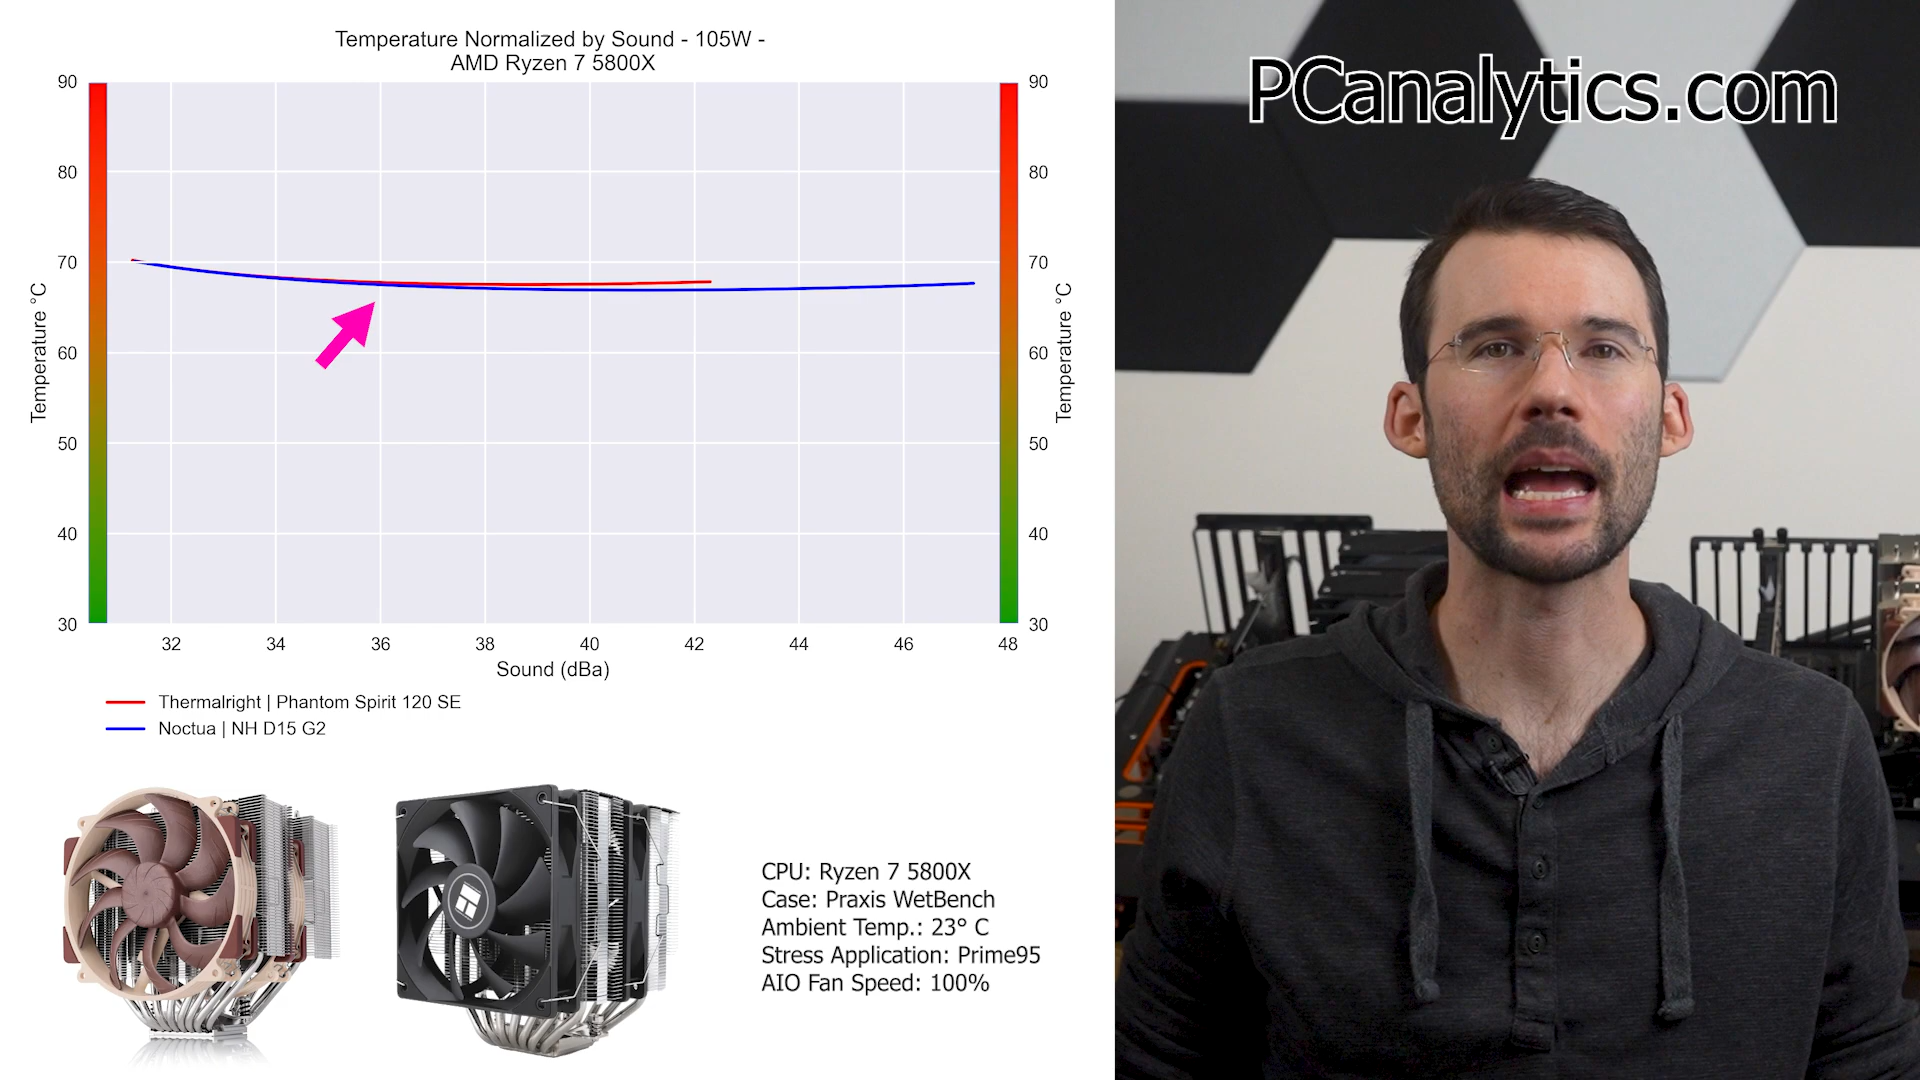 Temperature Normalized by Sound - 105W -
AMD Ryzen 7 5800X
PCanalytics.com
90
80
70
60
50
40
30
Temperature °C
90
80
70
60
50
40
30
Temperature °C
32 34 36 38 40 42 44 46 48
Sound (dBa)
Thermalright | Phantom Spirit 120 SE
Noctua | NH D15 G2
CPU: Ryzen 7 5800X
Case: Praxis WetBench
Ambient Temp.: 23° C
Stress Application: Prime95
AIO Fan Speed: 100%